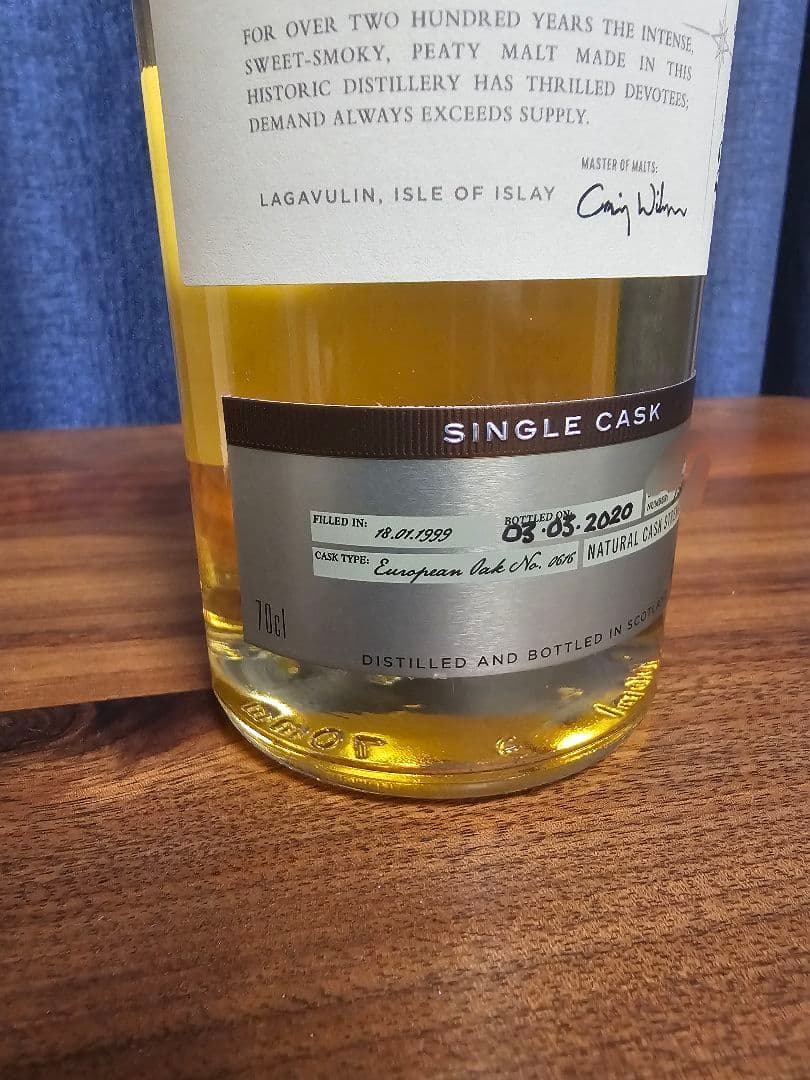 FOR OVER TWO HUNDRED YEARS THE INTENSE,
SWEET-SMOKY, PEATY MALT MADE IN THIS
HISTORIC DISTILLERY HAS THRILLED DEVOTEES;
DEMAND ALWAYS EXCEEDS SUPPLY.
MASTER OF MALTS:
LAGAVULIN, ISLE OF ISLAY
SINGLE CASK
FILLED IN: 18.01.1999
BOTTLED ON: 03.03.2020
NUMBER
CASK TYPE: European Oak No. 0616
NATURAL CASK
70cl
DISTILLED AND BOTTLED IN
70